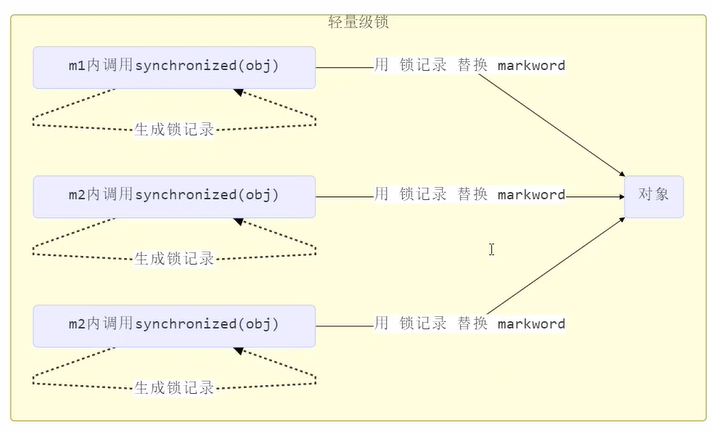 轻量级锁
m1内调用synchronized(obj)
用 锁记录 替换 markword
生成锁记录
m2内调用synchronized(obj)
用 锁记录 替换 markword
对象
生成锁记录
m2内调用synchronized(obj)
用 锁记录 替换 markword
生成锁记录